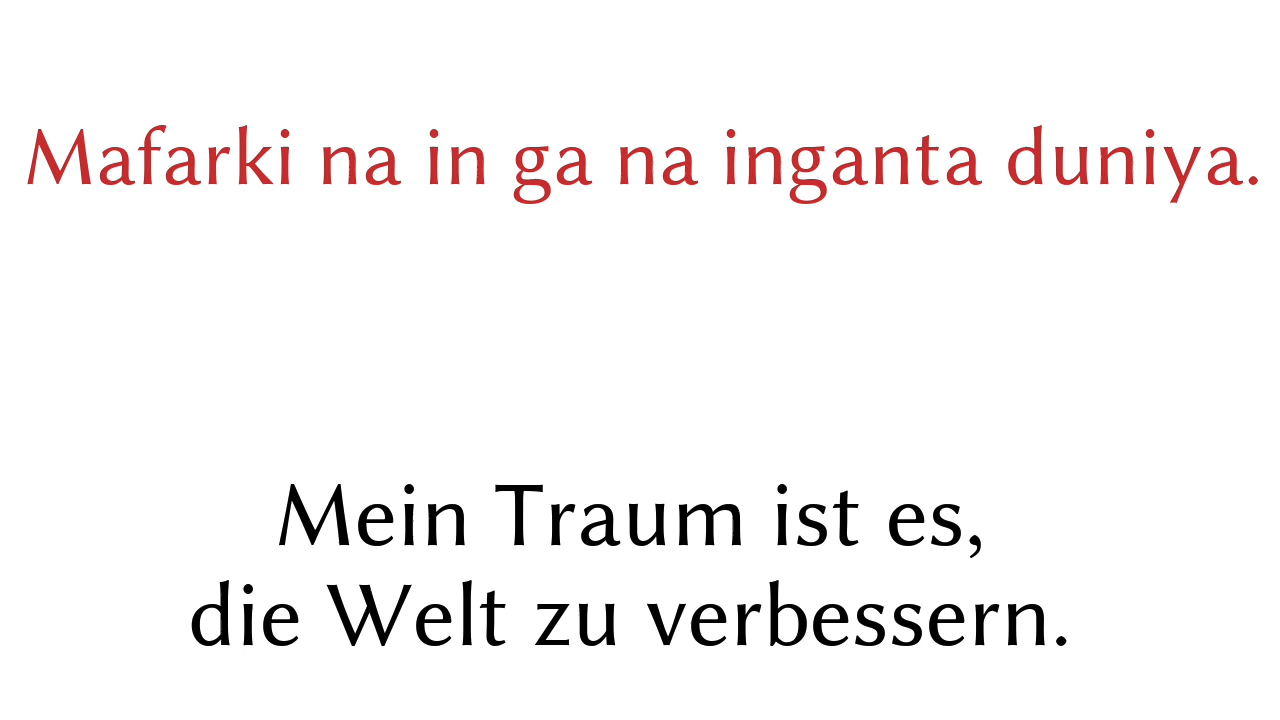 Mafarki na in ga na inganta duniya.
Mein Traum ist es,
die Welt zu verbessern.